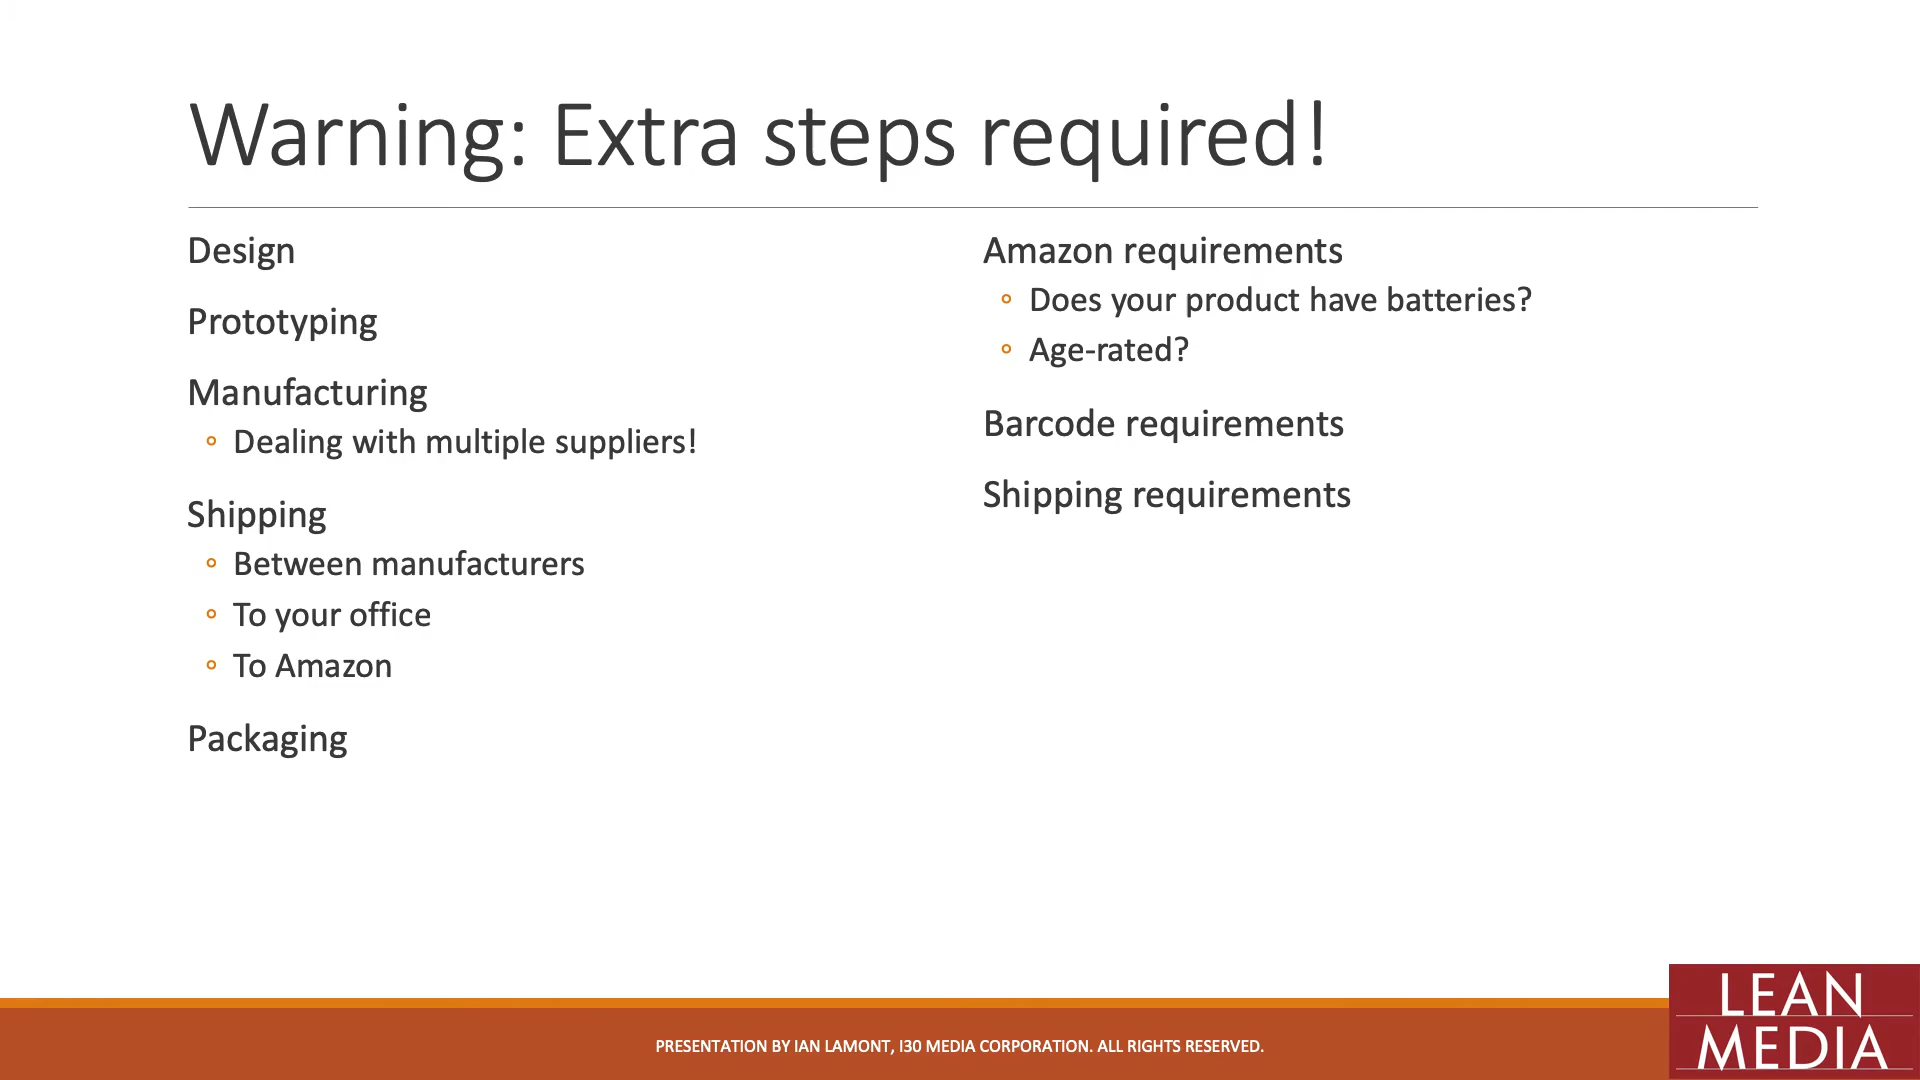 Warning: Extra steps required!
Design
Prototyping
Manufacturing
◦ Dealing with multiple suppliers!
Shipping
◦ Between manufacturers
◦ To your office
◦ To Amazon
Packaging
Amazon requirements
◦ Does your product have batteries?
◦ Age-rated?
Barcode requirements
Shipping requirements
PRESENTATION BY IAN LAMONT, I30 MEDIA CORPORATION. ALL RIGHTS RESERVED.
LEAN
MEDIA